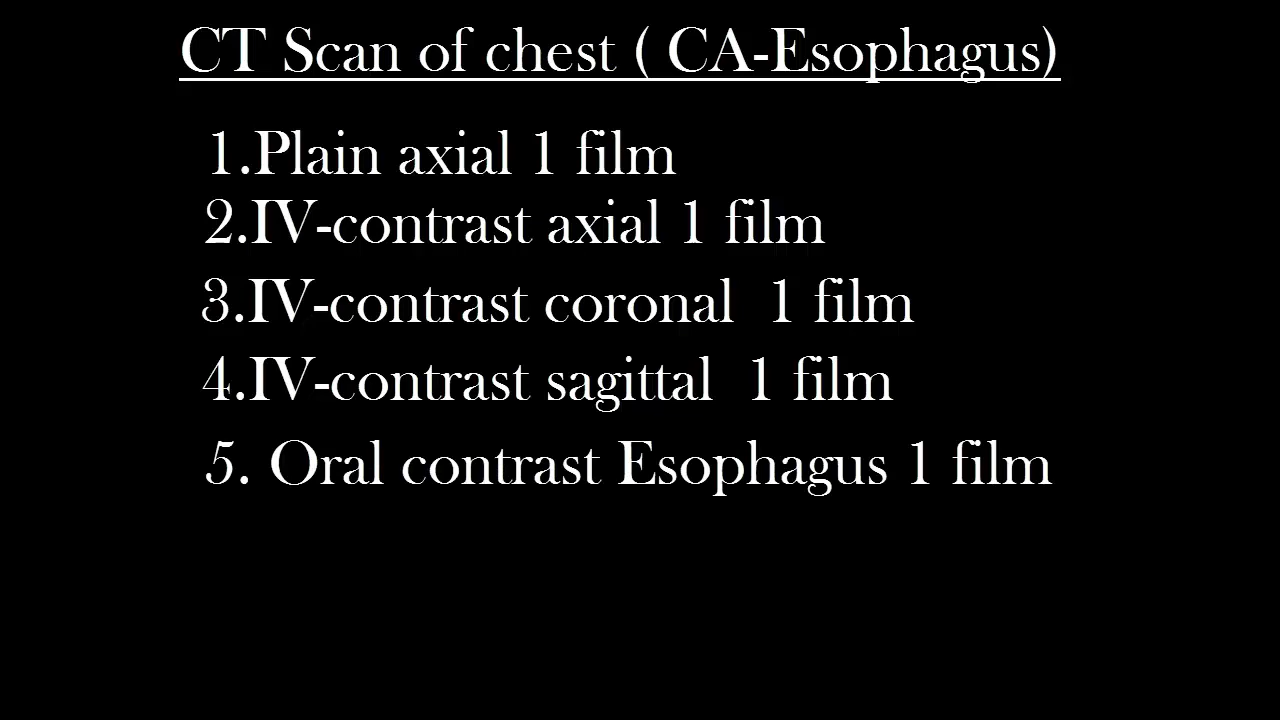 CT Scan of chest ( CA-Esophagus)
1.Plain axial 1 film
2.IV-contrast axial 1 film
3.IV-contrast coronal  1 film
4.IV-contrast sagittal  1 film
5. Oral contrast Esophagus 1 film